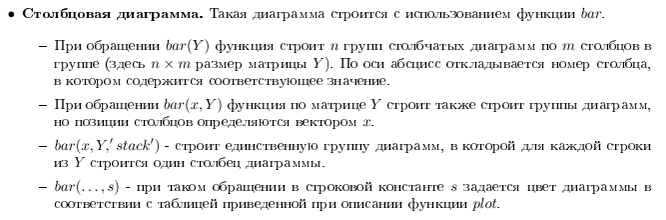 • Столбцовая диаграмма. Такая диаграмма строится с использованием функции bar.
– При обращении bar(Y) функция строит n групп столбчатых диаграмм по m столбцов в
группе (здесь n × m размер матрицы Y). По оси абсцисс откладывается номер столбца,
в котором содержится соответствующее значение.
– При обращении bar(x, Y) функция по матрице Y строит также строит группы диаграмм,
но позиции столбцов определяются вектором x.
– bar(x, Y,′ stack′) - строит единственную группу диаграмм, в которой для каждой строки
из Y строится один столбец диаграммы.
– bar(. . . , s) - при таком обращении в строковой константе s задается цвет диаграммы в
соответствии с таблицей приведенной при описании функции plot.